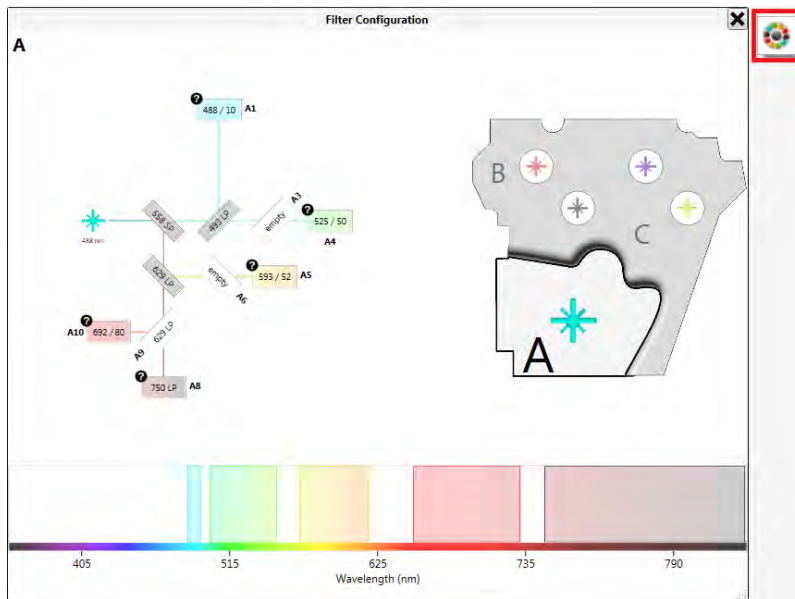 Filter Configuration
A
?
488 / 10
A1
558 SP
493 LP
empty
A3
?
525 / 50
A4
488 nm
629 LP
empty
A6
?
593 / 52
A5
?
A10
692 / 80
A9
629 LP
?
750 LP
A8
B
C
A
405
515
625
735
790
Wavelength (nm)